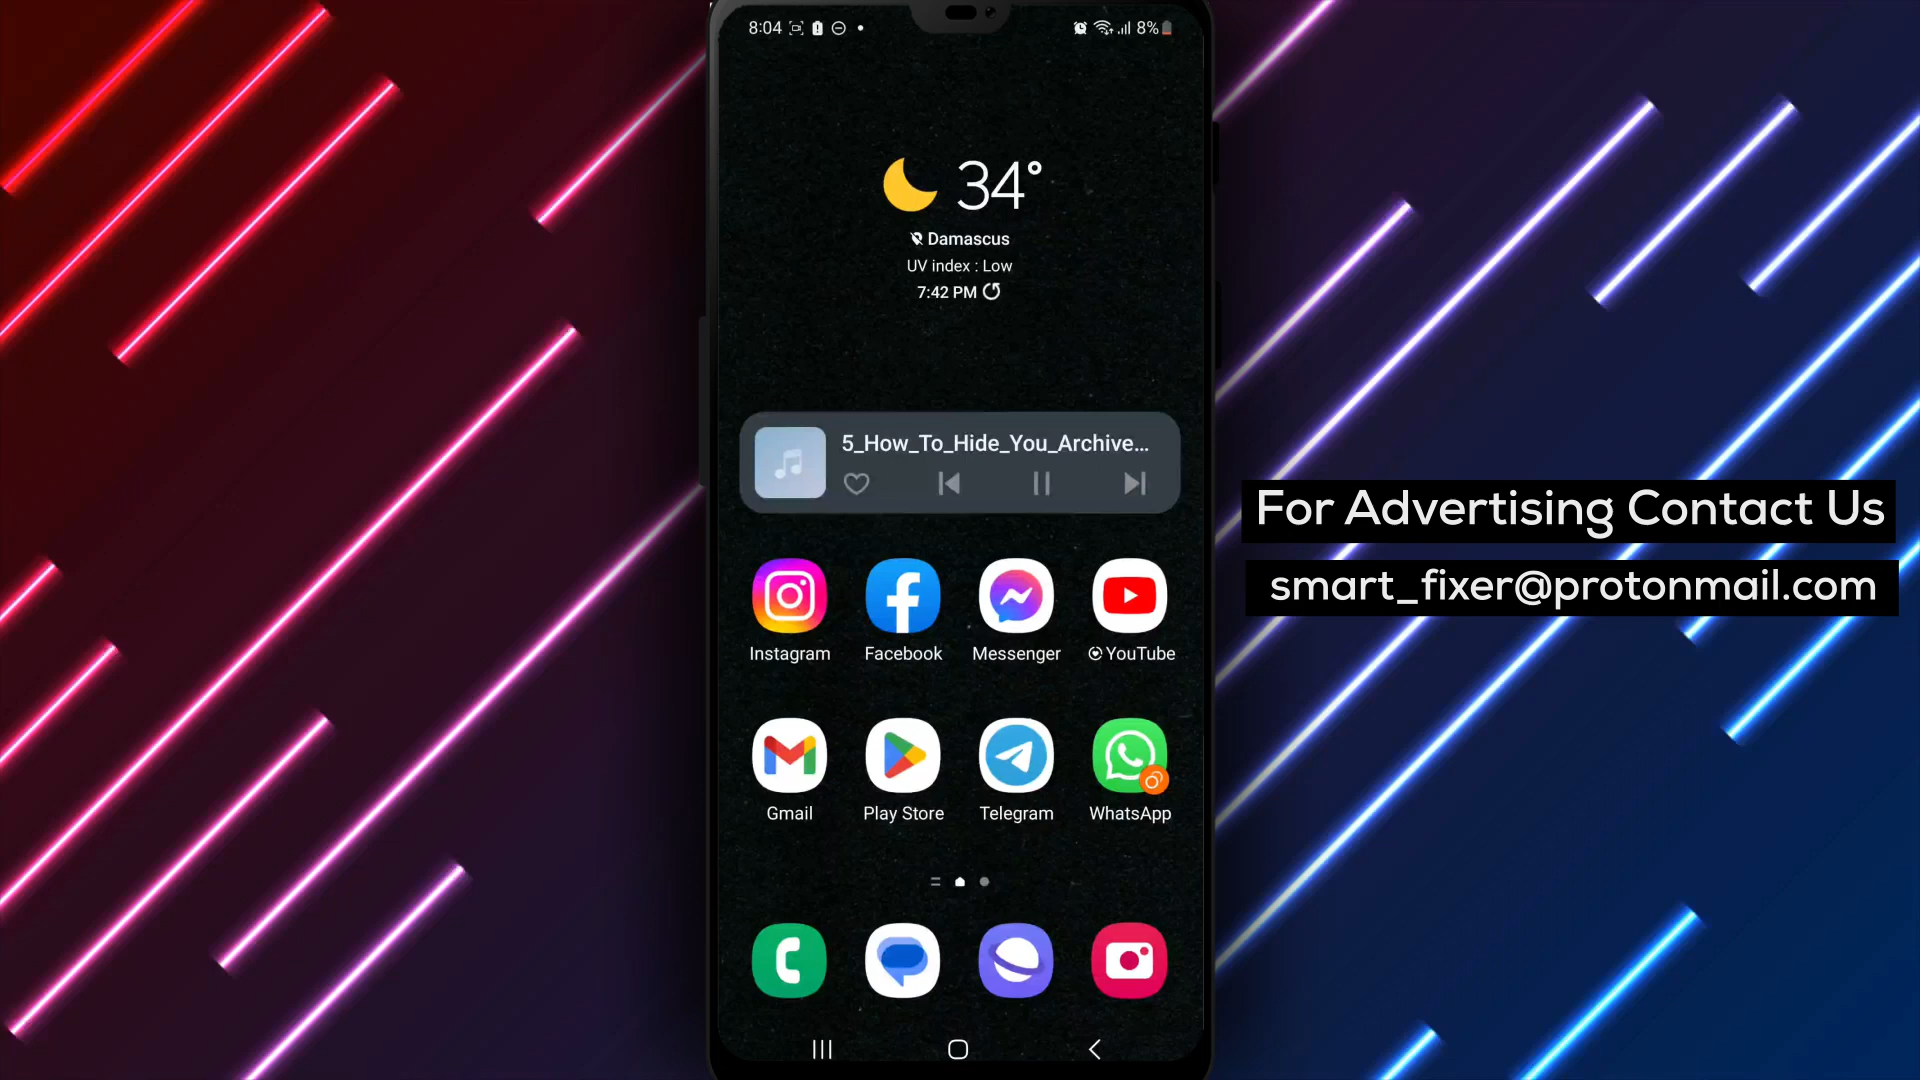 8:04
8%
34°
Damascus
UV index : Low
7:42 PM
5_How_To_Hide_You_Archive...
Instagram
Facebook
Messenger
YouTube
Gmail
Play Store
Telegram
WhatsApp
For Advertising Contact Us
smart_fixer@protonmail.com